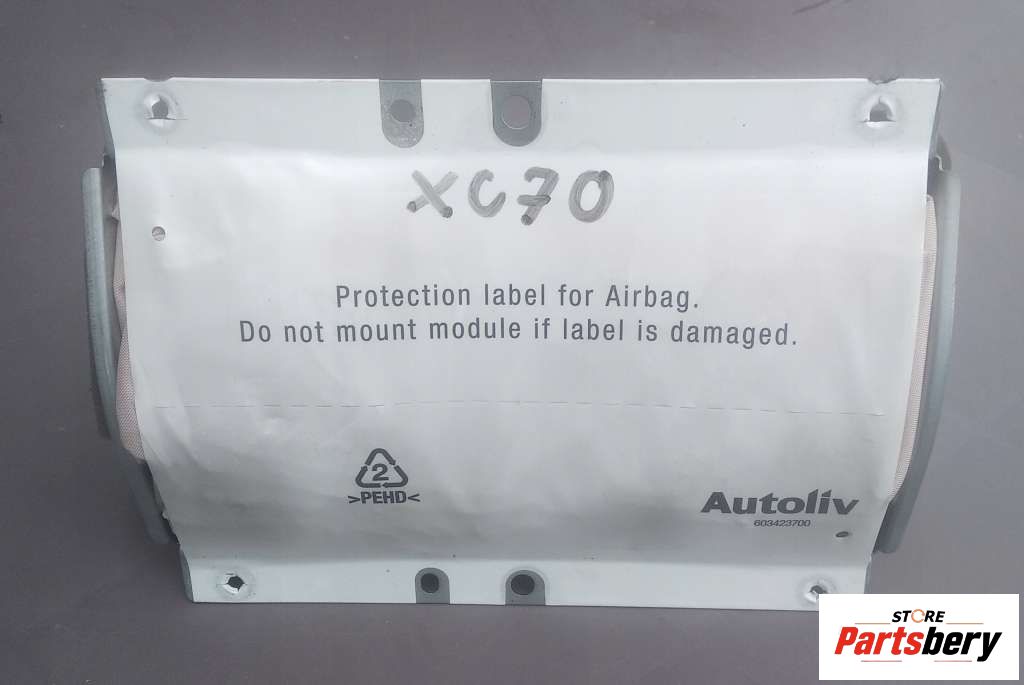 XC70
Protection label for Airbag.
Do not mount module if label is damaged.
2
>PEHD<
Autoliv
603423700
STORE
Partsbery